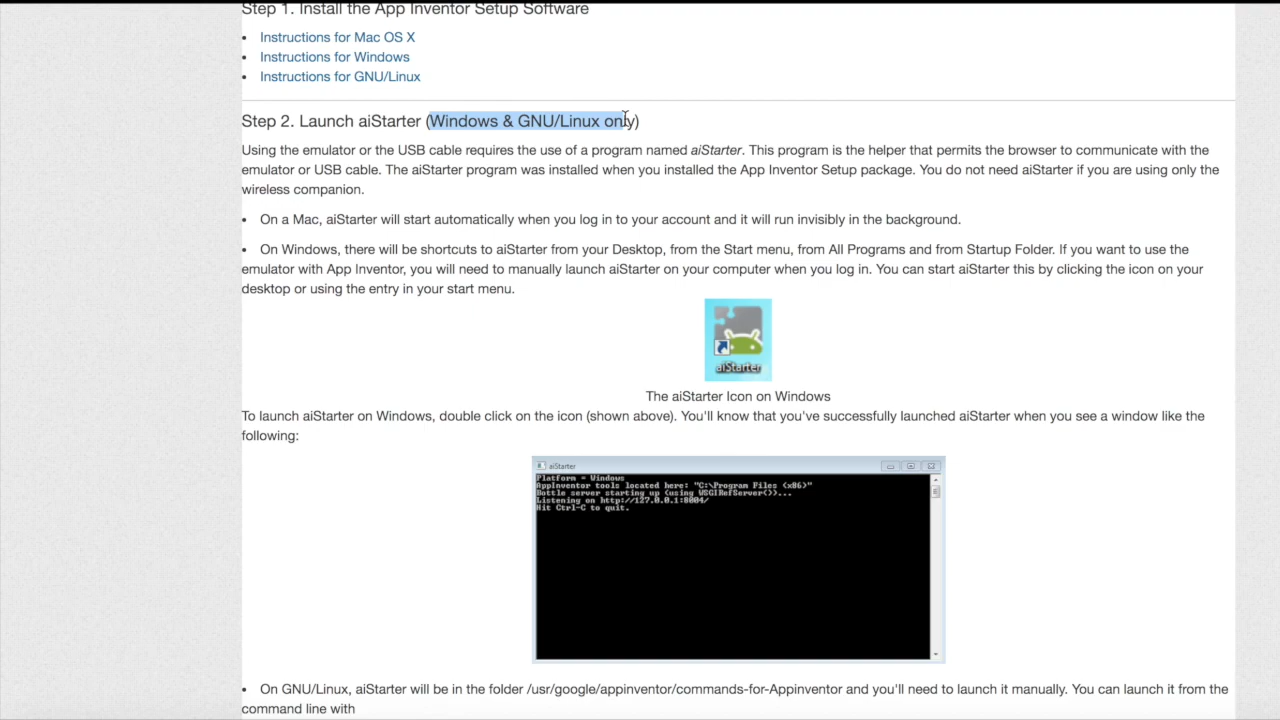 Step 1. Install the App Inventor Setup Software
• Instructions for Mac OS X
• Instructions for Windows
• Instructions for GNU/Linux
Step 2. Launch aiStarter (Windows & GNU/Linux only)
Using the emulator or the USB cable requires the use of a program named aiStarter. This program is the helper that permits the browser to communicate with the
emulator or USB cable. The aiStarter program was installed when you installed the App Inventor Setup package. You do not need aiStarter if you are using only the
wireless companion.
• On a Mac, aiStarter will start automatically when you log in to your account and it will run invisibly in the background.
• On Windows, there will be shortcuts to aiStarter from your Desktop, from the Start menu, from All Programs and from Startup Folder. If you want to use the
emulator with App Inventor, you will need to manually launch aiStarter on your computer when you log in. You can start aiStarter this by clicking the icon on your
desktop or using the entry in your start menu.
aiStarter
The aiStarter Icon on Windows
To launch aiStarter on Windows, double click on the icon (shown above). You'll know that you've successfully launched aiStarter when you see a window like the
following:
aiStarter
Platform = Windows
AppInventor tools located here: "C:\Program Files (x86)"
Bottle server starting up (using WSGIRefServer())...
Listening on http://127.0.0.1:8004/
Hit Ctrl-C to quit.
• On GNU/Linux, aiStarter will be in the folder /usr/google/appinventor/commands-for-Appinventor and you'll need to launch it manually. You can launch it from the
command line with